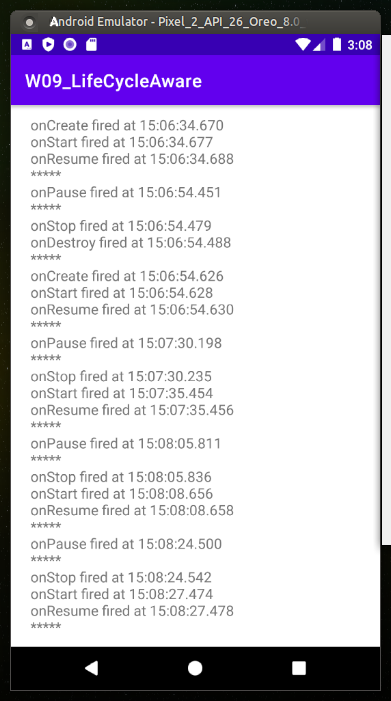 Android Emulator - Pixel_2_API_26_Oreo_8.0_
3:08
W09_LifeCycleAware
onCreate fired at 15:06:34.670
onStart fired at 15:06:34.677
onResume fired at 15:06:34.688
*****
onPause fired at 15:06:54.451
*****
onStop fired at 15:06:54.479
onDestroy fired at 15:06:54.488
*****
onCreate fired at 15:06:54.626
onStart fired at 15:06:54.628
onResume fired at 15:06:54.630
*****
onPause fired at 15:07:30.198
*****
onStop fired at 15:07:30.235
onStart fired at 15:07:35.454
onResume fired at 15:07:35.456
*****
onPause fired at 15:08:05.811
*****
onStop fired at 15:08:05.836
onStart fired at 15:08:08.656
onResume fired at 15:08:08.658
*****
onPause fired at 15:08:24.500
*****
onStop fired at 15:08:24.542
onStart fired at 15:08:27.474
onResume fired at 15:08:27.478
*****